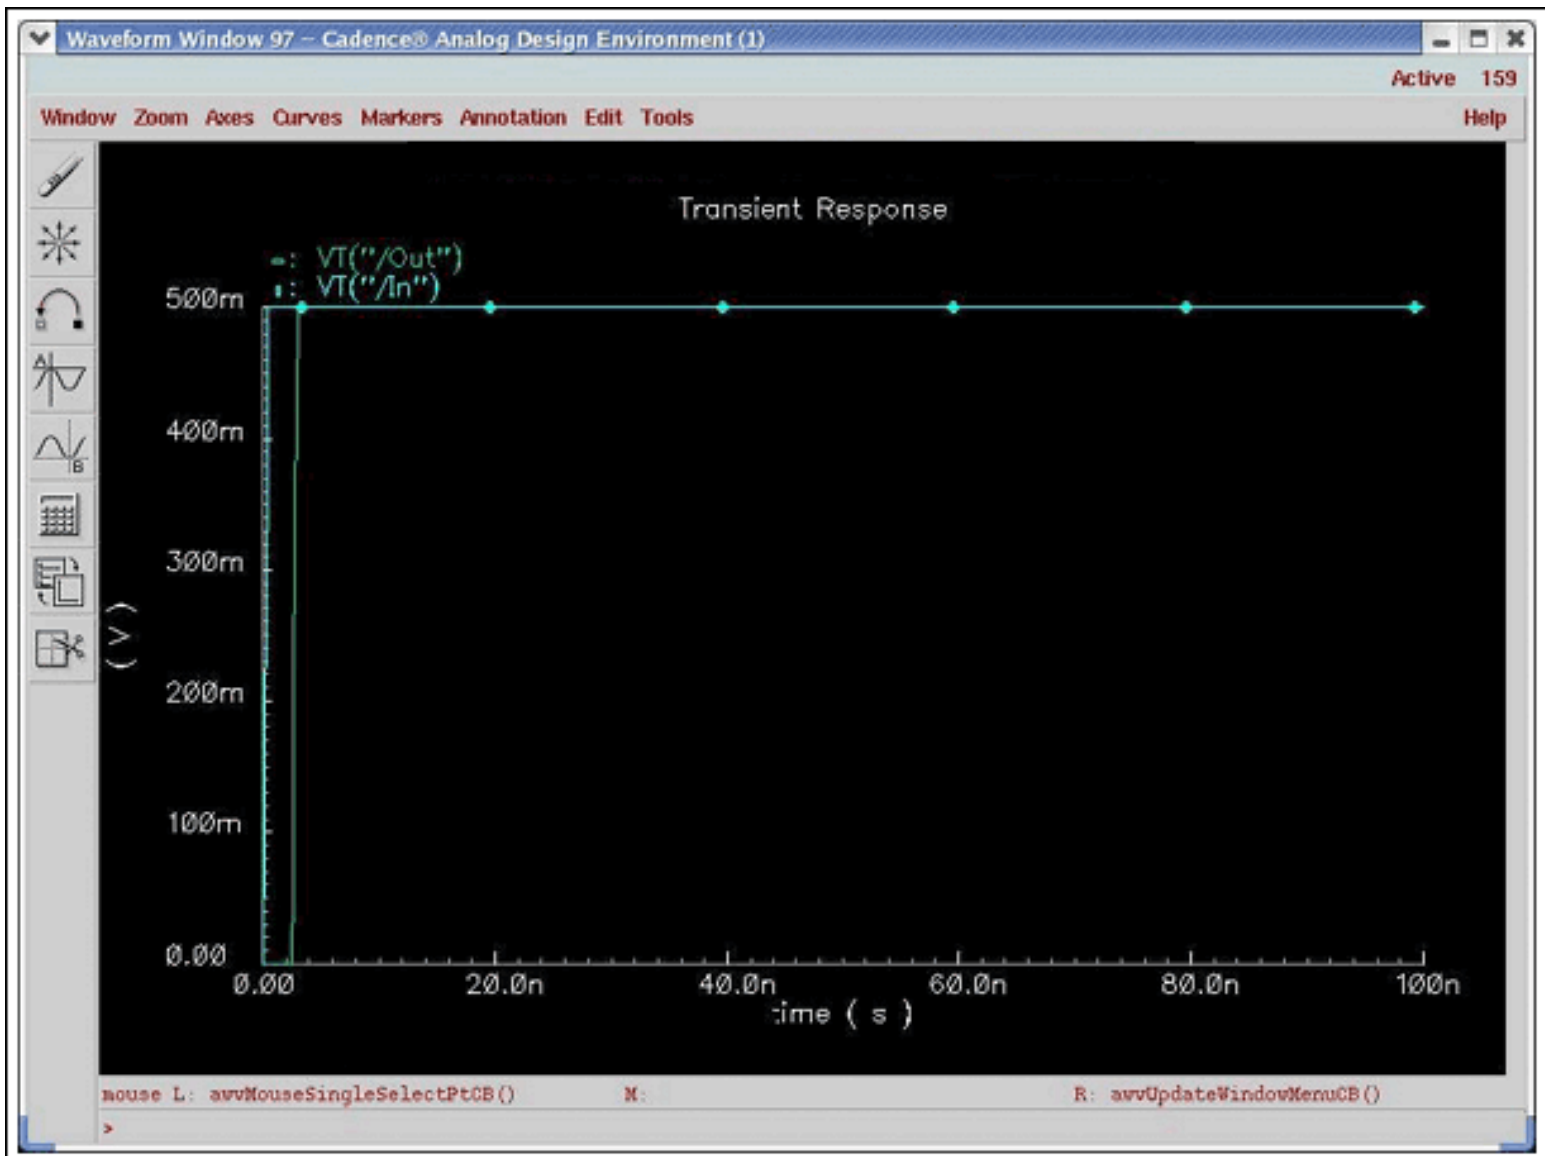 Waveform Window 97 – Cadence® Analog Design Environment (1)
Active 159
Window Zoom Axes Curves Markers Annotation Edit Tools Help
Transient Response
-: VT("/Out")
ı: VT("/In")
500m
400m
300m
200m
100m
0.00
( V )
A
B
0.00 20.0n 40.0n 60.0n 80.0n 100n
time ( s )
mouse L: awvMouseSingleSelectPtCB() M: R: awvUpdateWindowMenuCB()
>